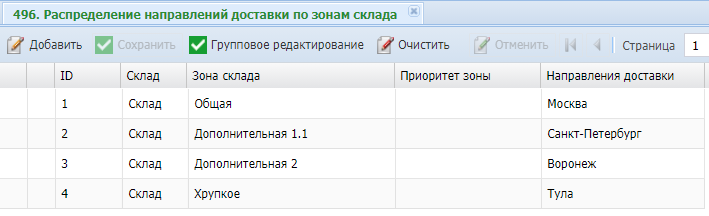 496. Распределение направлений доставки по зонам склада
Добавить Сохранить Групповое редактирование Очистить Отменить Страница 1
ID Склад Зона склада Приоритет зоны Направления доставки
1 Склад Общая Москва
2 Склад Дополнительная 1.1 Санкт-Петербург
3 Склад Дополнительная 2 Воронеж
4 Склад Хрупкое Тула